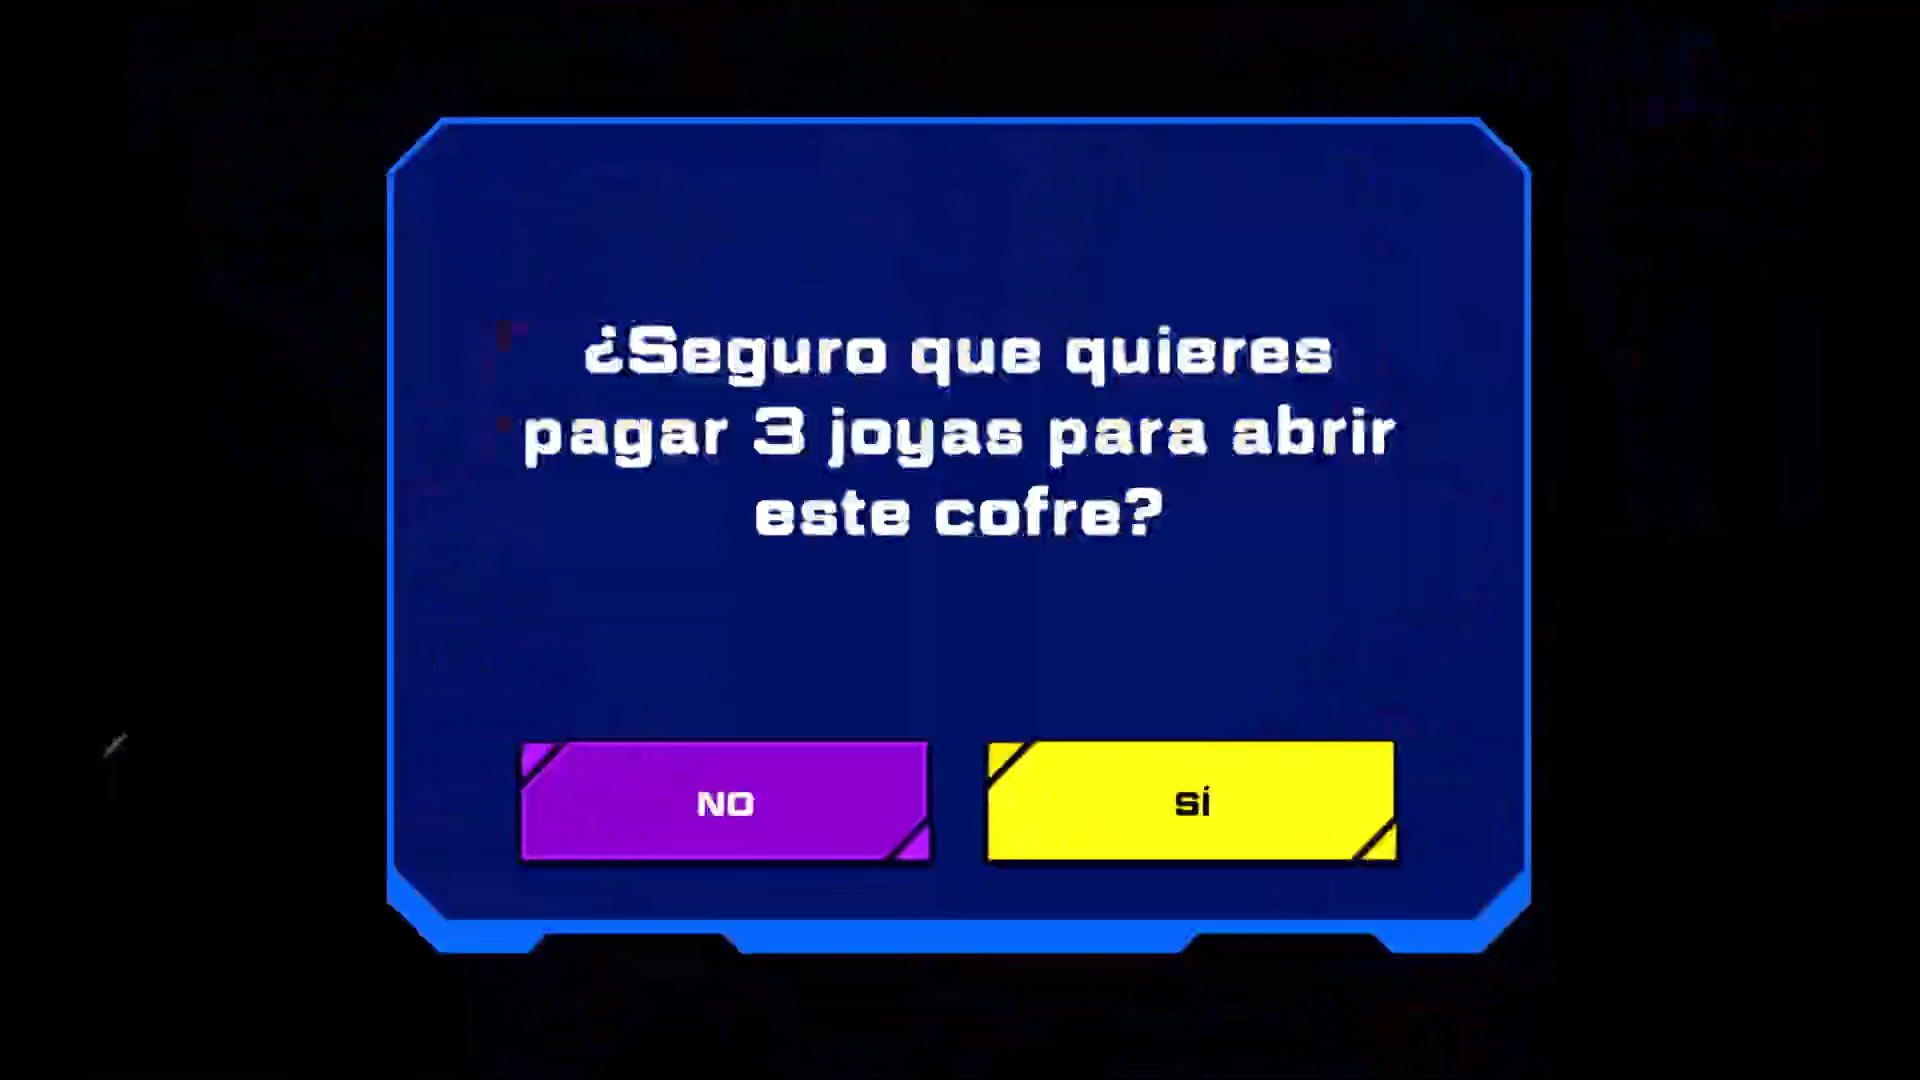 ¿Seguro que quieres
pagar 3 joyas para abrir
este cofre?
NO
SÍ